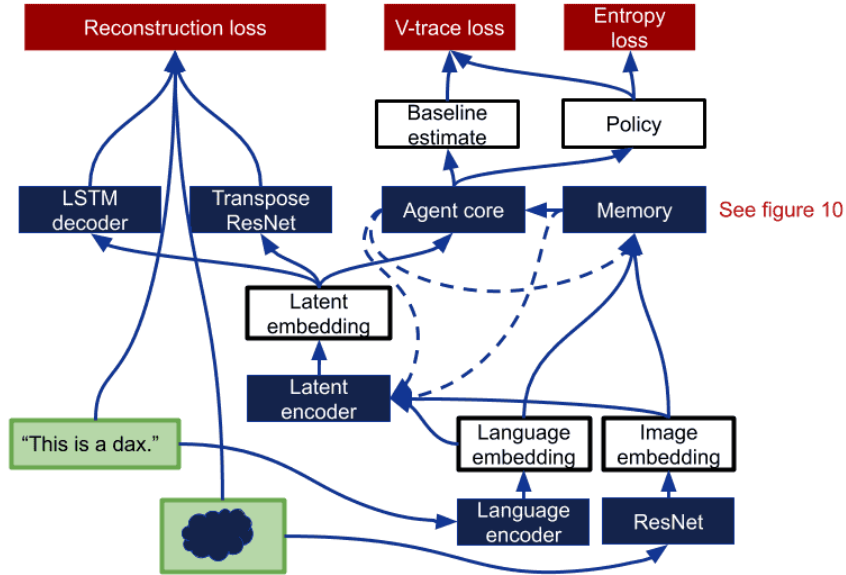 Reconstruction loss
V-trace loss
Entropy
loss
Baseline
estimate
Policy
LSTM
decoder
Transpose
ResNet
Agent core
Memory
See figure 10
Latent
embedding
Latent
encoder
“This is a dax.”
Language
embedding
Image
embedding
Language
encoder
ResNet